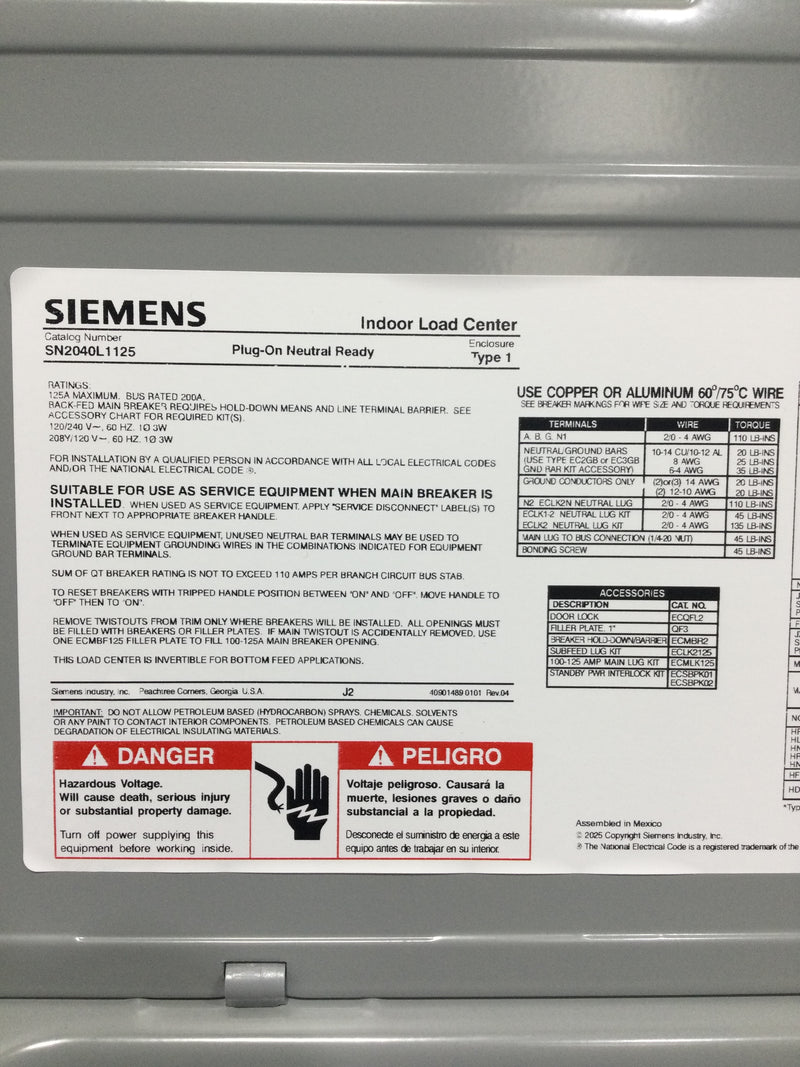 SIEMENS
Indoor Load Center
Catalog Number
SN2040L1125
Plug-On Neutral Ready
Enclosure
Type 1
RATINGS:
125A MAXIMUM. BUS RATED 200A.
BACK-FED MAIN BREAKER REQUIRES HOLD-DOWN MEANS AND LINE TERMINAL BARRIER. SEE
ACCESSORY CHART FOR REQUIRED KIT(S).
120/240 V~, 60 HZ. 1Ø 3W
208Y/120 V~, 60 HZ. 1Ø 3W
FOR INSTALLATION BY A QUALIFIED PERSON IN ACCORDANCE WITH ALL LOCAL ELECTRICAL CODES
AND/OR THE NATIONAL ELECTRICAL CODE ®.
SUITABLE FOR USE AS SERVICE EQUIPMENT WHEN MAIN BREAKER IS
INSTALLED. WHEN USED AS SERVICE EQUIPMENT, APPLY "SERVICE DISCONNECT" LABEL(S) TO
FRONT NEXT TO APPROPRIATE BREAKER HANDLE.
WHEN USED AS SERVICE EQUIPMENT, UNUSED NEUTRAL BAR TERMINALS MAY BE USED TO
TERMINATE EQUIPMENT GROUNDING WIRES IN THE COMBINATIONS INDICATED FOR EQUIPMENT
GROUND BAR TERMINALS.
SUM OF QT BREAKER RATING IS NOT TO EXCEED 110 AMPS PER BRANCH CIRCUIT BUS STAB.
TO RESET BREAKERS WITH TRIPPED HANDLE POSITION BETWEEN "ON" AND "OFF". MOVE HANDLE TO
"OFF" THEN TO "ON".
REMOVE TWISTOUTS FROM TRIM ONLY WHERE BREAKERS WILL BE INSTALLED. ALL OPENINGS MUST
BE FILLED WITH BREAKERS OR FILLER PLATES. IF MAIN TWISTOUT IS ACCIDENTALLY REMOVED, USE
ONE ECMBF125 FILLER PLATE TO FILL 100-125A MAIN BREAKER OPENING.
THIS LOAD CENTER IS INVERTIBLE FOR BOTTOM FEED APPLICATIONS.
Siemens Industry, Inc. Peachtree Corners, Georgia U.S.A. J2 40901489 0101 Rev.04
IMPORTANT: DO NOT ALLOW PETROLEUM BASED (HYDROCARBON) SPRAYS, CHEMICALS, SOLVENTS
OR ANY PAINT TO CONTACT INTERIOR COMPONENTS. PETROLEUM BASED CHEMICALS CAN CAUSE
DEGRADATION OF ELECTRICAL INSULATING MATERIALS.
DANGER
Hazardous Voltage.
Will cause death, serious injury
or substantial property damage.
Turn off power supplying this
equipment before working inside.
PELIGRO
Voltaje peligroso. Causará la
muerte, lesiones graves o daño
substancial a la propiedad.
Desconecte el suministro de energía a este
equipo antes de trabajar en su interior.
USE COPPER OR ALUMINUM 60°/75°C WIRE
SEE BREAKER MARKINGS FOR WIRE SIZE AND TORQUE REQUIREMENTS
TERMINALS WIRE TORQUE
A, B, G, N1 2/0 - 4 AWG 110 LB-INS
NEUTRAL/GROUND BARS 10-14 CU/10-12 AL 20 LB-INS
(USE TYPE EC2GB or EC3GB 8 AWG 25 LB-INS
GND BAR KIT ACCESSORY) 6-4 AWG 35 LB-INS
GROUND CONDUCTORS ONLY (2)or(3) 14 AWG 20 LB-INS
(2) 12-10 AWG 20 LB-INS
N2 ECLK2N NEUTRAL LUG 2/0 - 4 AWG 110 LB-INS
ECLK1-2 NEUTRAL LUG KIT 2/0 - 4 AWG 45 LB-INS
ECLK2 NEUTRAL LUG KIT 2/0 - 4 AWG 135 LB-INS
MAIN LUG TO BUS CONNECTION (1/4-20 NUT) 45 LB-INS
BONDING SCREW 45 LB-INS
ACCESSORIES
DESCRIPTION CAT. NO.
DOOR LOCK ECQFL2
FILLER PLATE, 1" QF3
BREAKER HOLD-DOWN/BARRIER ECMBR2
SUBFEED LUG KIT ECLK2125
100-125 AMP MAIN LUG KIT ECMLK125
STANDBY PWR INTERLOCK KIT ECSBPK01
ECSBPK02
Assembled in Mexico
© 2025 Copyright Siemens Industry, Inc.
® The National Electrical Code is a registered trademark of the